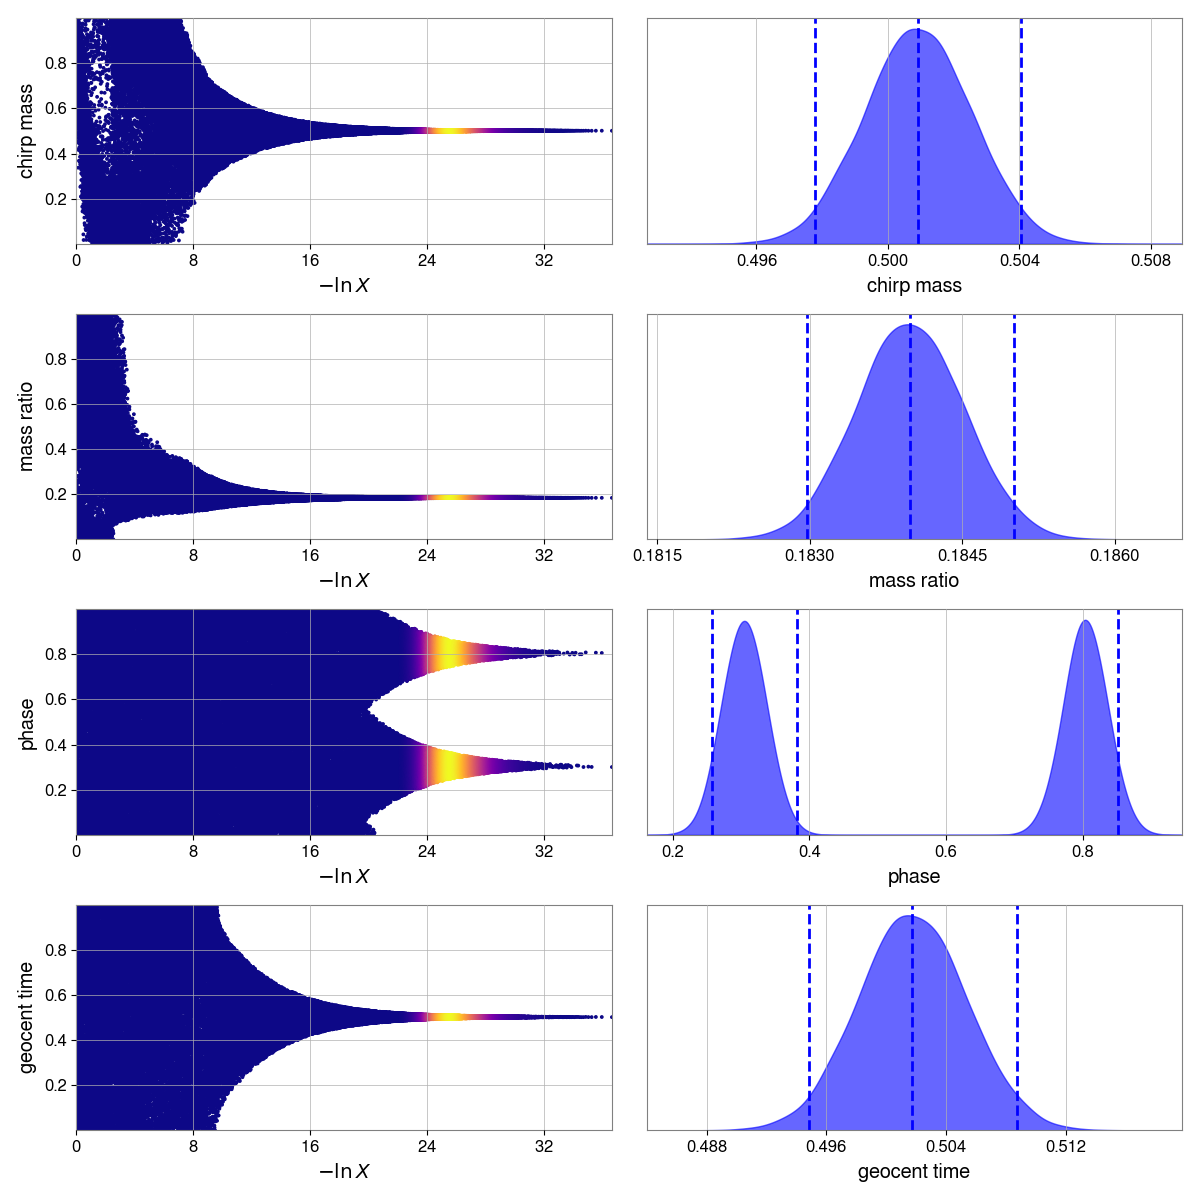 chirp mass
0.8
0.6
0.4
0.2
0 8 16 24 32
−ln X
0.496 0.500 0.504 0.508
chirp mass
mass ratio
0.8
0.6
0.4
0.2
0 8 16 24 32
−ln X
0.1815 0.1830 0.1845 0.1860
mass ratio
phase
0.8
0.6
0.4
0.2
0 8 16 24 32
−ln X
0.2 0.4 0.6 0.8
phase
geocent time
0.8
0.6
0.4
0.2
0 8 16 24 32
−ln X
0.488 0.496 0.504 0.512
geocent time